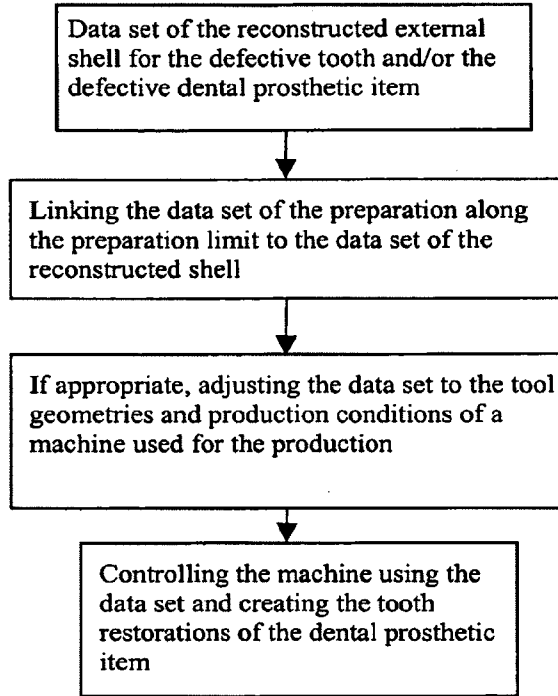 Data set of the reconstructed external
shell for the defective tooth and/or the
defective dental prosthetic item
Linking the data set of the preparation along
the preparation limit to the data set of the
reconstructed shell
If appropriate, adjusting the data set to the tool
geometries and production conditions of a
machine used for the production
Controlling the machine using the
data set and creating the tooth
restorations of the dental prosthetic
item